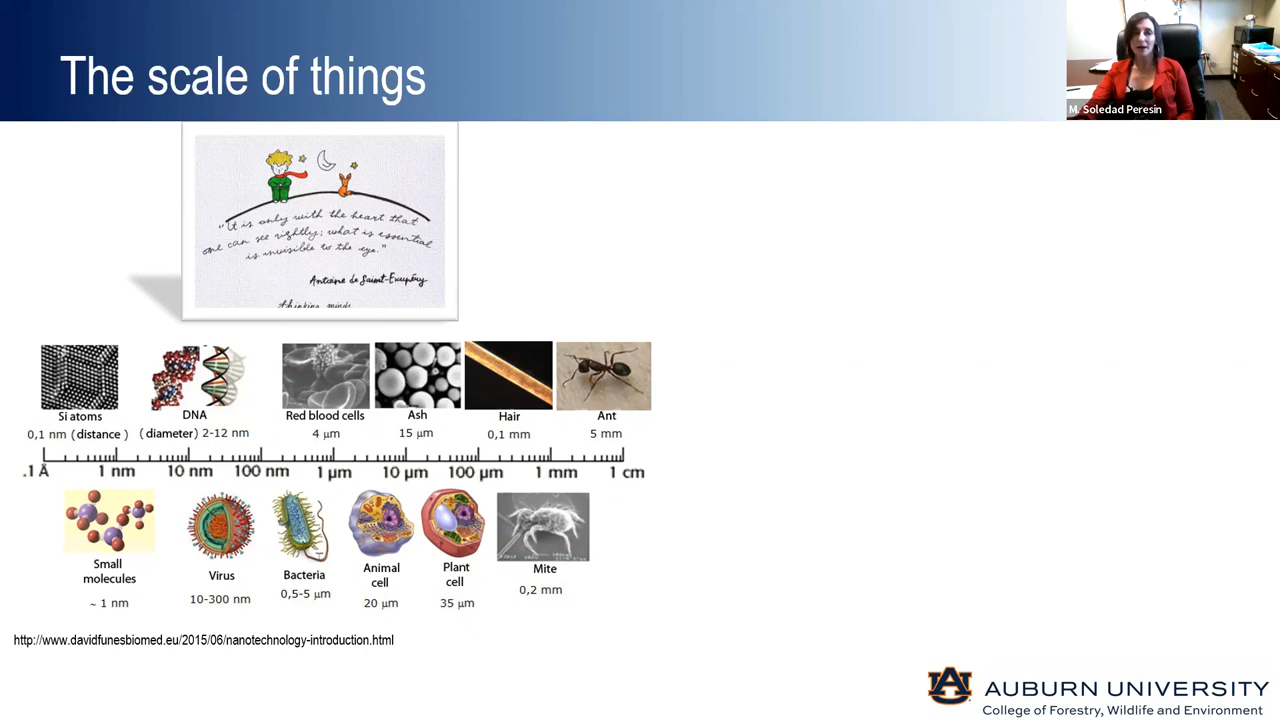 The scale of things
M. Soledad Peresin
"It is only with the heart that
one can see rightly; what is essential
is invisible to the eye."
Antoine de Saint-Exupéry
thinking minds
Si atoms
0,1 nm (distance )
DNA
(diameter) 2-12 nm
Red blood cells
4 µm
Ash
15 µm
Hair
0,1 mm
Ant
5 mm
.1 Å 1 nm 10 nm 100 nm 1 µm 10 µm 100 µm 1 mm 1 cm
Small
molecules
~ 1 nm
Virus
10-300 nm
Bacteria
0,5-5 µm
Animal
cell
20 µm
Plant
cell
35 µm
Mite
0,2 mm
http://www.davidfunesbiomed.eu/2015/06/nanotechnology-introduction.html
AUBURN UNIVERSITY
College of Forestry, Wildlife and Environment